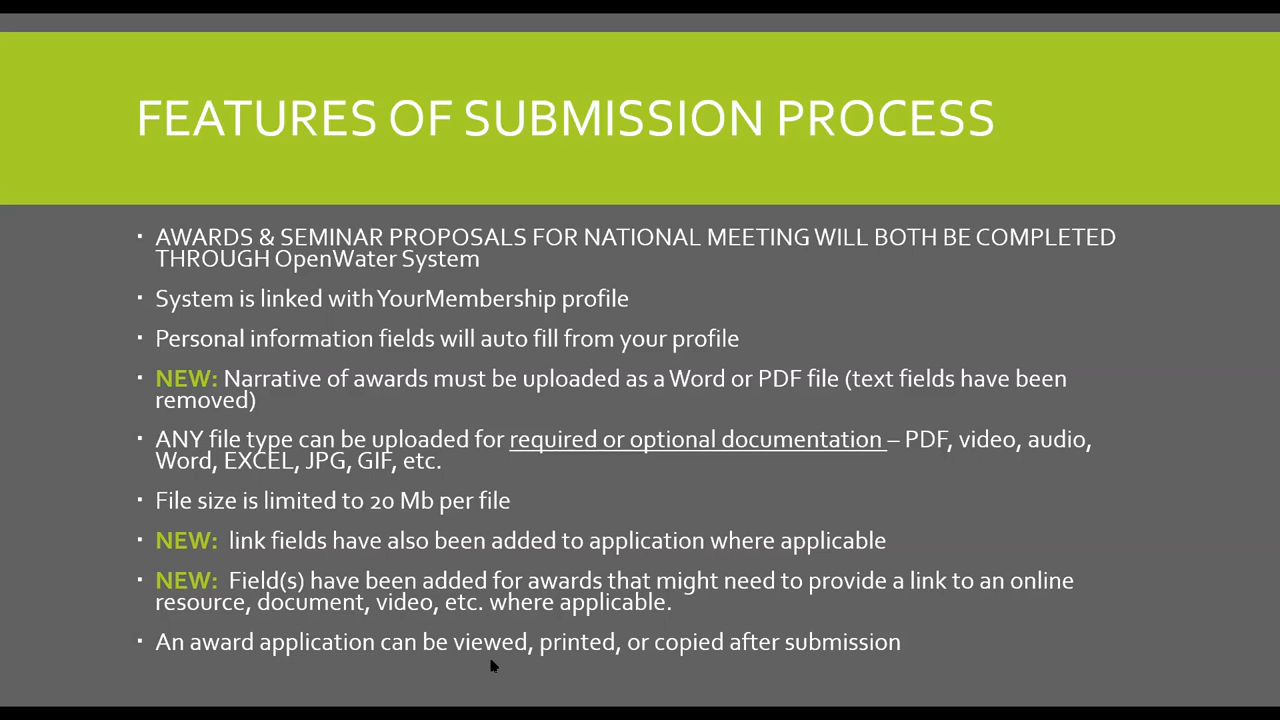 FEATURES OF SUBMISSION PROCESS
▪ AWARDS & SEMINAR PROPOSALS FOR NATIONAL MEETING WILL BOTH BE COMPLETED
THROUGH OpenWater System
▪ System is linked with YourMembership profile
▪ Personal information fields will auto fill from your profile
▪ NEW: Narrative of awards must be uploaded as a Word or PDF file (text fields have been
removed)
▪ ANY file type can be uploaded for required or optional documentation – PDF, video, audio,
Word, EXCEL, JPG, GIF, etc.
▪ File size is limited to 20 Mb per file
▪ NEW: link fields have also been added to application where applicable
▪ NEW: Field(s) have been added for awards that might need to provide a link to an online
resource, document, video, etc. where applicable.
▪ An award application can be viewed, printed, or copied after submission